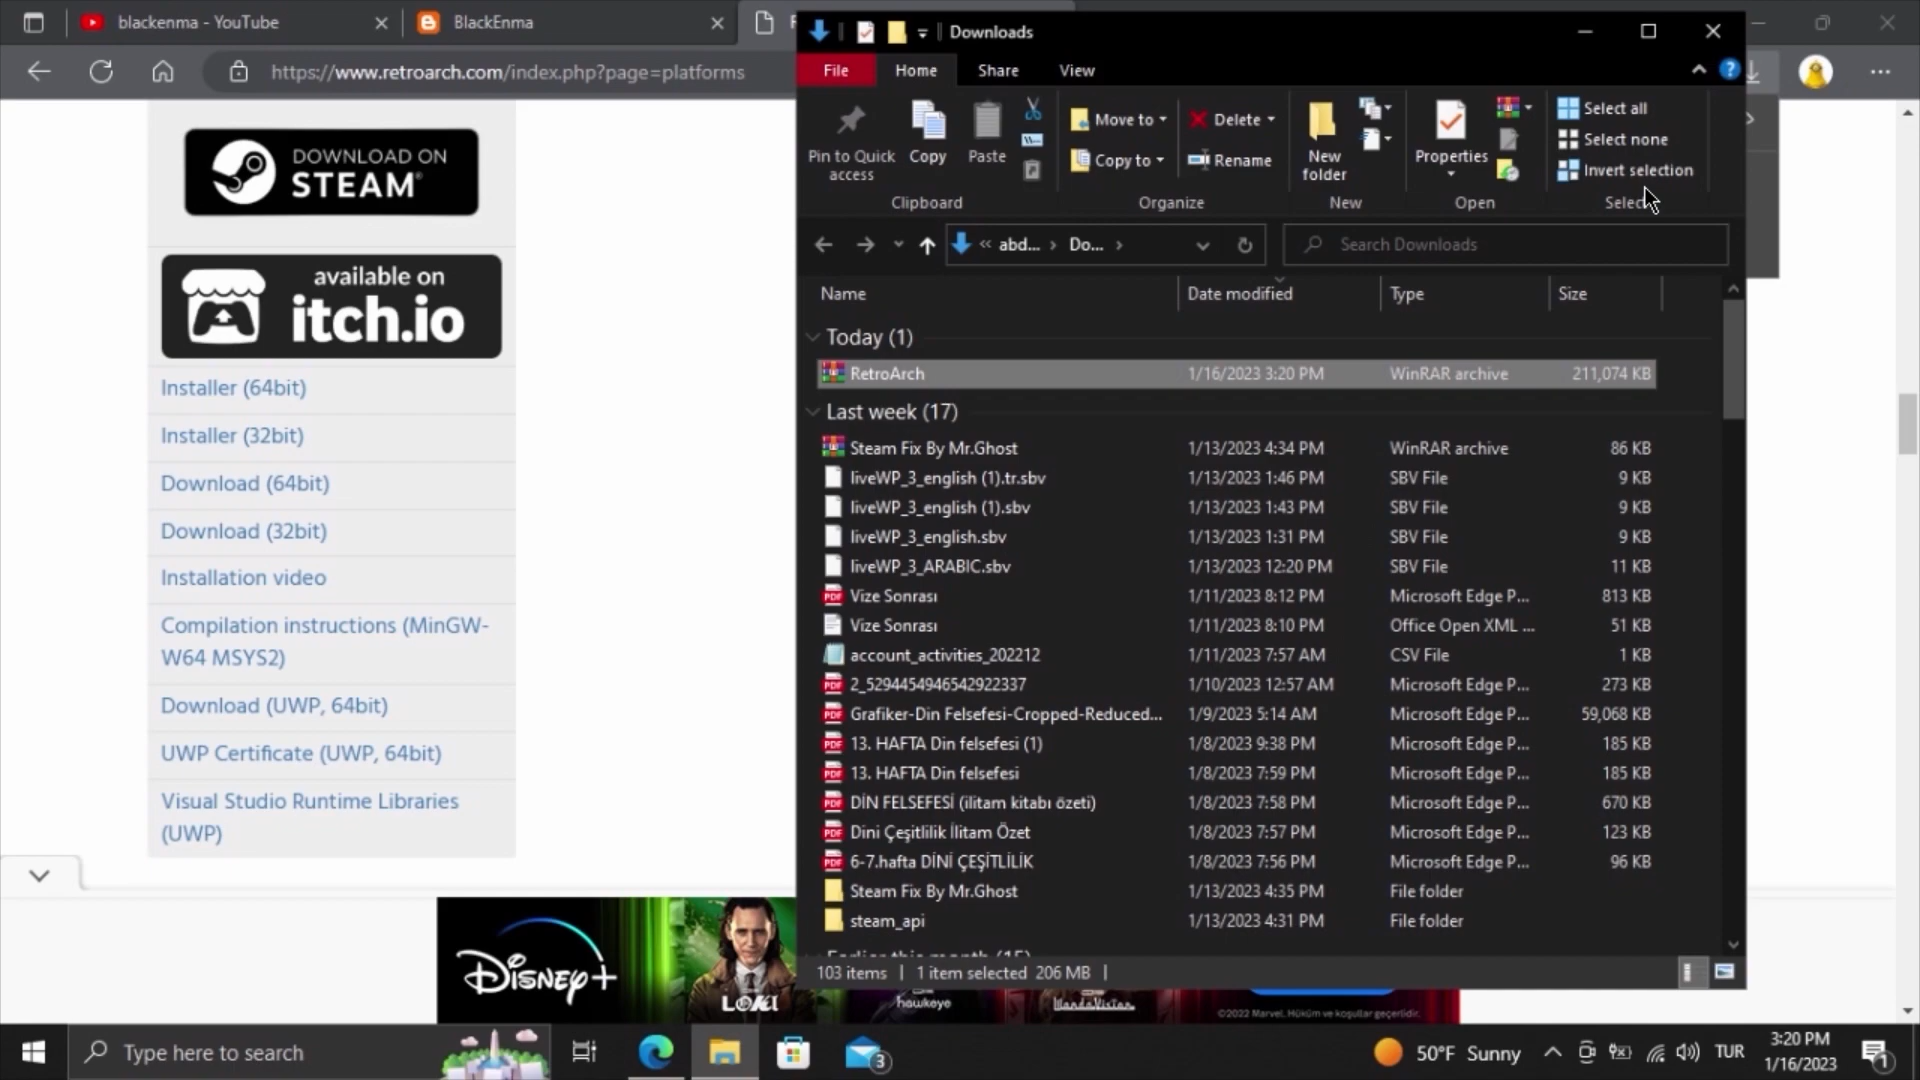 blackenma - YouTube
BlackEnma
https://www.retroarch.com/index.php?page=platforms
DOWNLOAD ON
STEAM
available on
itch.io
Installer (64bit)
Installer (32bit)
Download (64bit)
Download (32bit)
Installation video
Compilation instructions (MinGW-
W64 MSYS2)
Download (UWP, 64bit)
UWP Certificate (UWP, 64bit)
Visual Studio Runtime Libraries
(UWP)
Disney+
LOKI
hawkeye
WandaVision
©2022 Marvel. Hüküm ve koşullar geçerlidir.
Downloads
File Home Share View
Pin to Quick
access
Copy
Paste
Move to
Copy to
Delete
Rename
New
folder
Properties
Select all
Select none
Invert selection
Clipboard Organize New Open Select
« abd... › Do... ›
Search Downloads
Name Date modified Type Size
Today (1)
RetroArch 1/16/2023 3:20 PM WinRAR archive 211,074 KB
Last week (17)
Steam Fix By Mr.Ghost 1/13/2023 4:34 PM WinRAR archive 86 KB
liveWP_3_english (1).tr.sbv 1/13/2023 1:46 PM SBV File 9 KB
liveWP_3_english (1).sbv 1/13/2023 1:43 PM SBV File 9 KB
liveWP_3_english.sbv 1/13/2023 1:31 PM SBV File 9 KB
liveWP_3_ARABIC.sbv 1/13/2023 12:20 PM SBV File 11 KB
Vize Sonrası 1/11/2023 8:12 PM Microsoft Edge P... 813 KB
Vize Sonrası 1/11/2023 8:10 PM Office Open XML ... 51 KB
account_activities_202212 1/11/2023 7:57 AM CSV File 1 KB
2_5294454946542922337 1/10/2023 12:57 AM Microsoft Edge P... 273 KB
Grafiker-Din Felsefesi-Cropped-Reduced... 1/9/2023 5:14 AM Microsoft Edge P... 59,068 KB
13. HAFTA Din felsefesi (1) 1/8/2023 9:38 PM Microsoft Edge P... 185 KB
13. HAFTA Din felsefesi 1/8/2023 7:59 PM Microsoft Edge P... 185 KB
DİN FELSEFESİ (ilitam kitabı özeti) 1/8/2023 7:58 PM Microsoft Edge P... 670 KB
Dini Çeşitlilik İlitam Özet 1/8/2023 7:57 PM Microsoft Edge P... 123 KB
6-7.hafta DİNİ ÇEŞİTLİLİK 1/8/2023 7:56 PM Microsoft Edge P... 96 KB
Steam Fix By Mr.Ghost 1/13/2023 4:35 PM File folder
steam_api 1/13/2023 4:31 PM File folder
Earlier this month (15)
103 items 1 item selected 206 MB
Type here to search
3
50°F Sunny
TUR
3:20 PM
1/16/2023
1